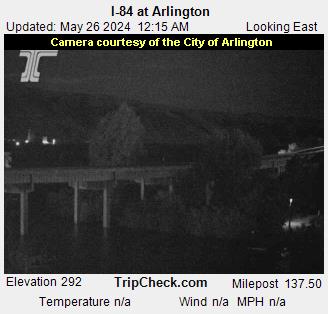 I-84 at Arlington
Updated: May 26 2024 12:15 AM Looking East
Camera courtesy of the City of Arlington
Elevation 292 TripCheck.com Milepost 137.50
Temperature n/a Wind n/a MPH n/a